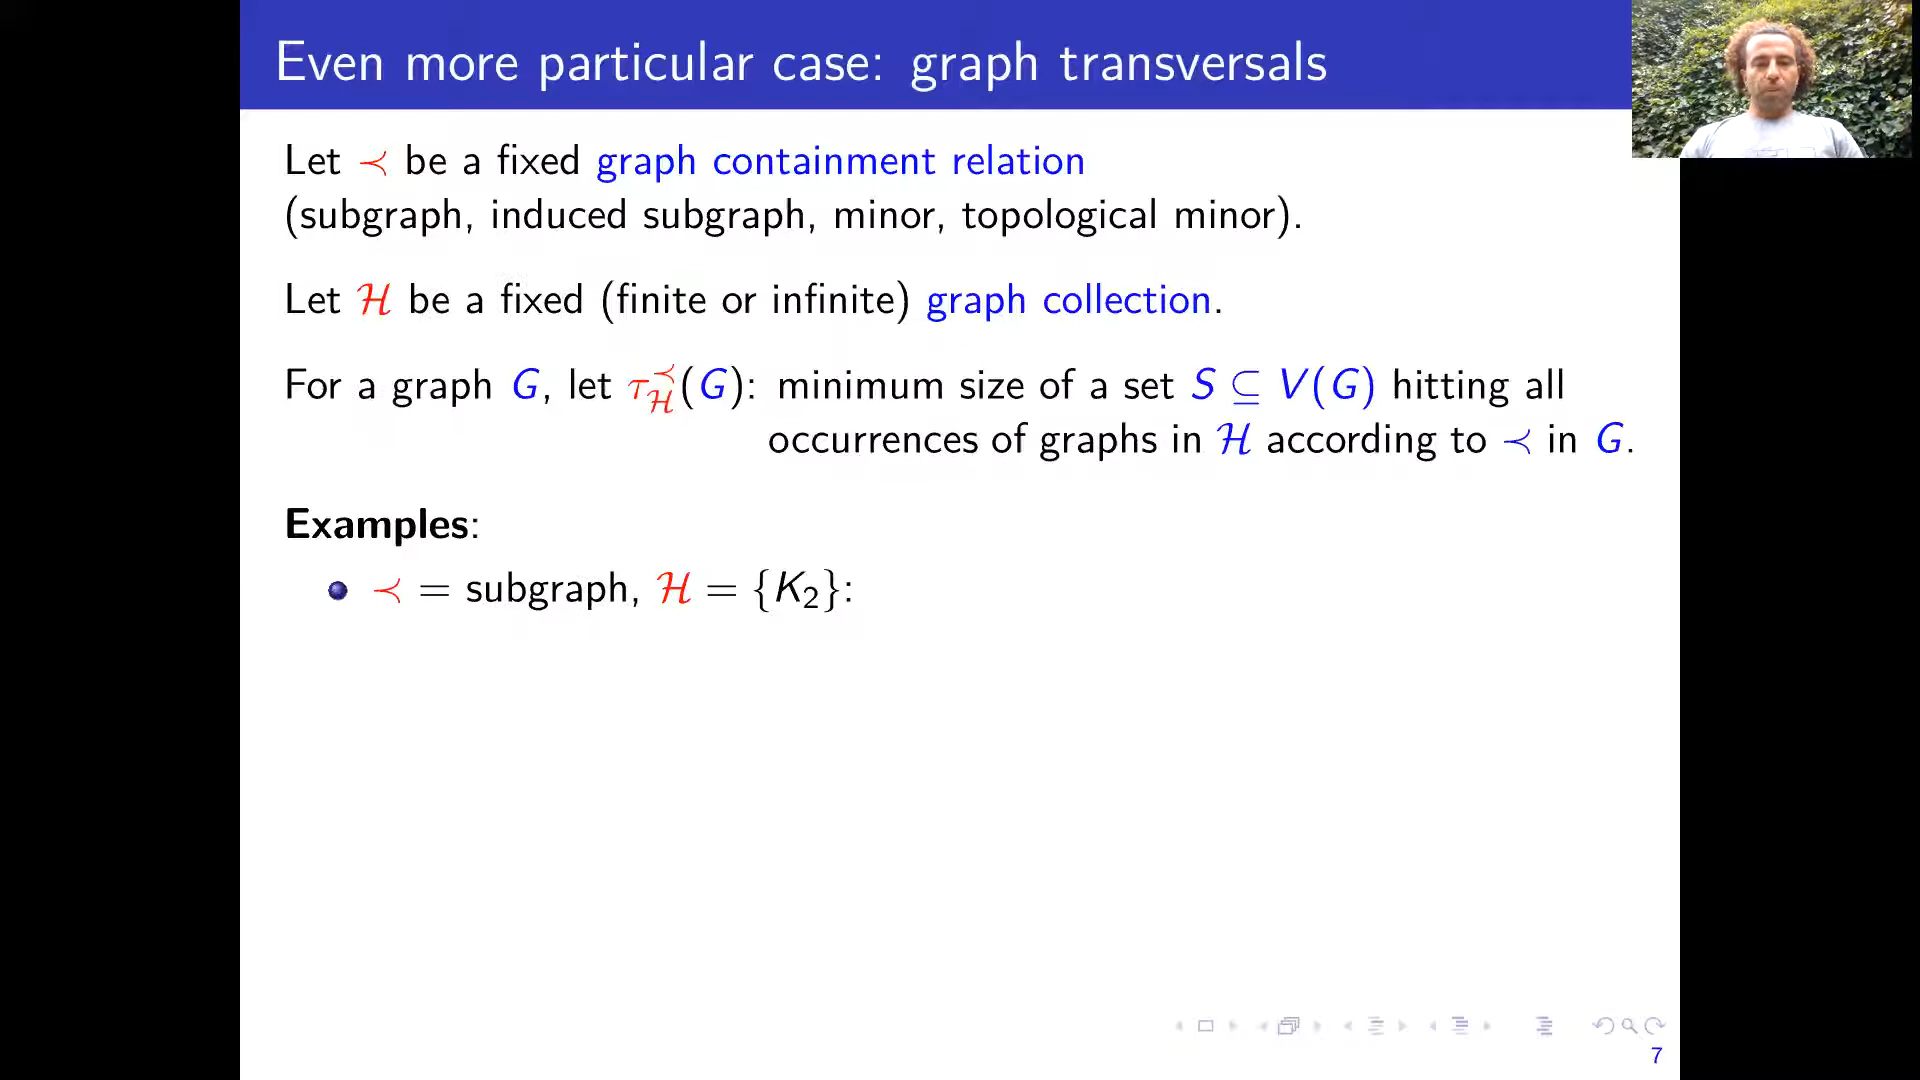 Even more particular case: graph transversals
Let ≺ be a fixed graph containment relation
(subgraph, induced subgraph, minor, topological minor).
Let ℋ be a fixed (finite or infinite) graph collection.
For a graph G, let τ_ℋ^≺(G): minimum size of a set S ⊆ V(G) hitting all
occurrences of graphs in ℋ according to ≺ in G.
Examples:
≺ = subgraph, ℋ = {K₂}:
7